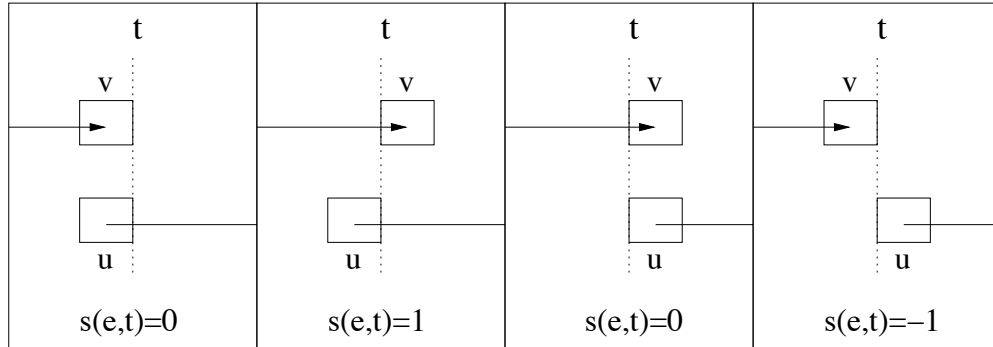 t t t t
v v v v
u u u u
s(e,t)=0 s(e,t)=1 s(e,t)=0 s(e,t)=−1